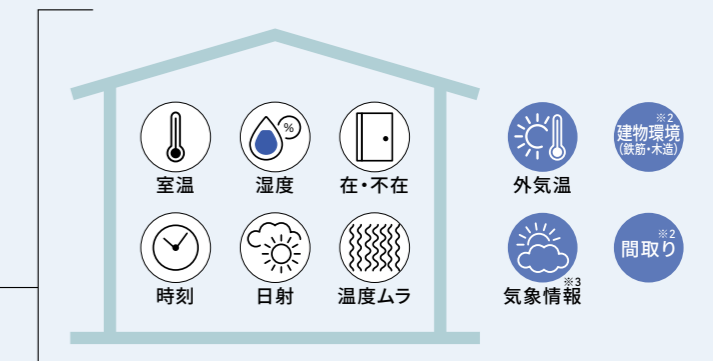 %
室温
湿度
在・不在
外気温
※2
建物環境
（鉄筋・木造）
時刻
日射
温度ムラ
※3
気象情報
※2
間取り